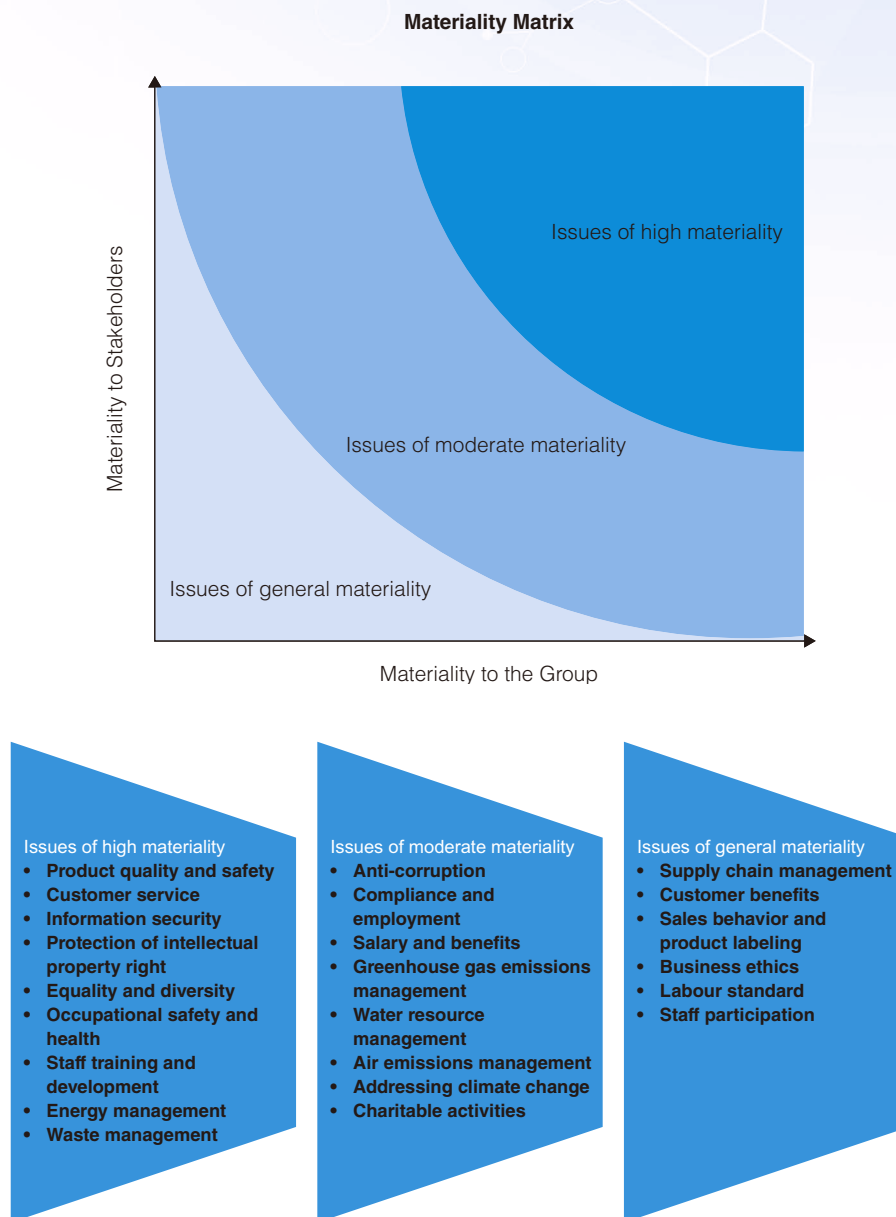 Materiality Matrix
Materiality to Stakeholders
Issues of high materiality
Issues of moderate materiality
Issues of general materiality
Materiality to the Group
Issues of high materiality
• Product quality and safety
• Customer service
• Information security
• Protection of intellectual
property right
• Equality and diversity
• Occupational safety and
health
• Staff training and
development
• Energy management
• Waste management
Issues of moderate materiality
• Anti-corruption
• Compliance and
employment
• Salary and benefits
• Greenhouse gas emissions
management
• Water resource
management
• Air emissions management
• Addressing climate change
• Charitable activities
Issues of general materiality
• Supply chain management
• Customer benefits
• Sales behavior and
product labeling
• Business ethics
• Labour standard
• Staff participation